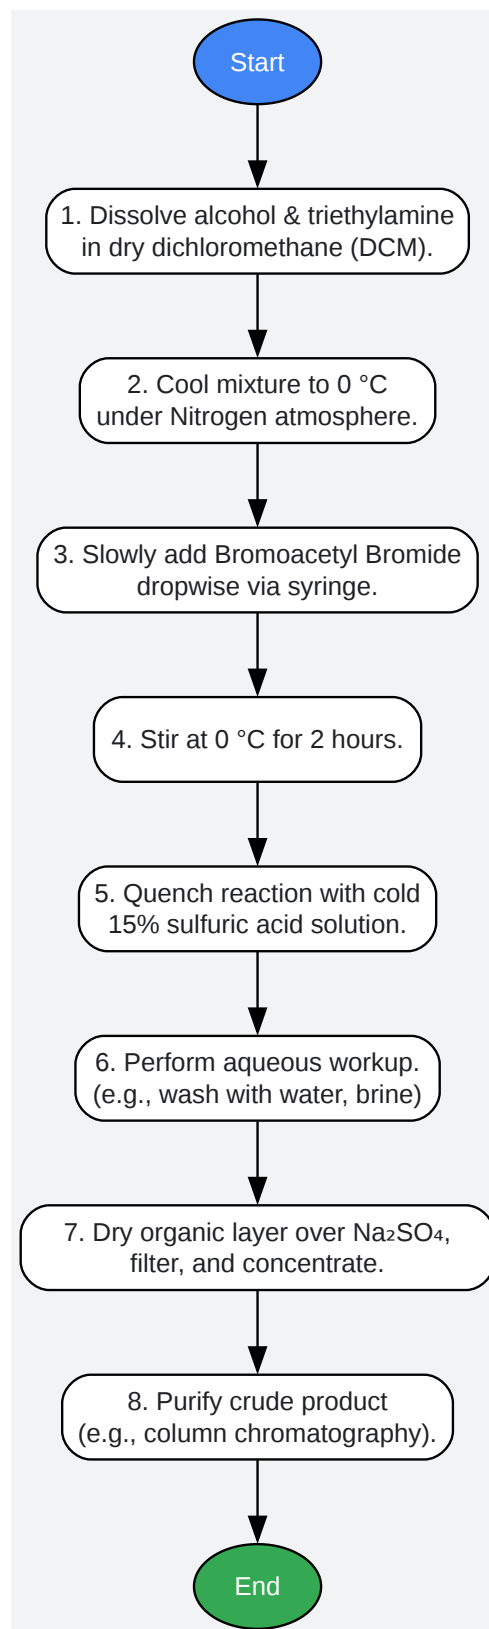 Start
1. Dissolve alcohol & triethylamine
in dry dichloromethane (DCM).
2. Cool mixture to 0 °C
under Nitrogen atmosphere.
3. Slowly add Bromoacetyl Bromide
dropwise via syringe.
4. Stir at 0 °C for 2 hours.
5. Quench reaction with cold
15% sulfuric acid solution.
6. Perform aqueous workup.
(e.g., wash with water, brine)
7. Dry organic layer over Na₂SO₄,
filter, and concentrate.
8. Purify crude product
(e.g., column chromatography).
End